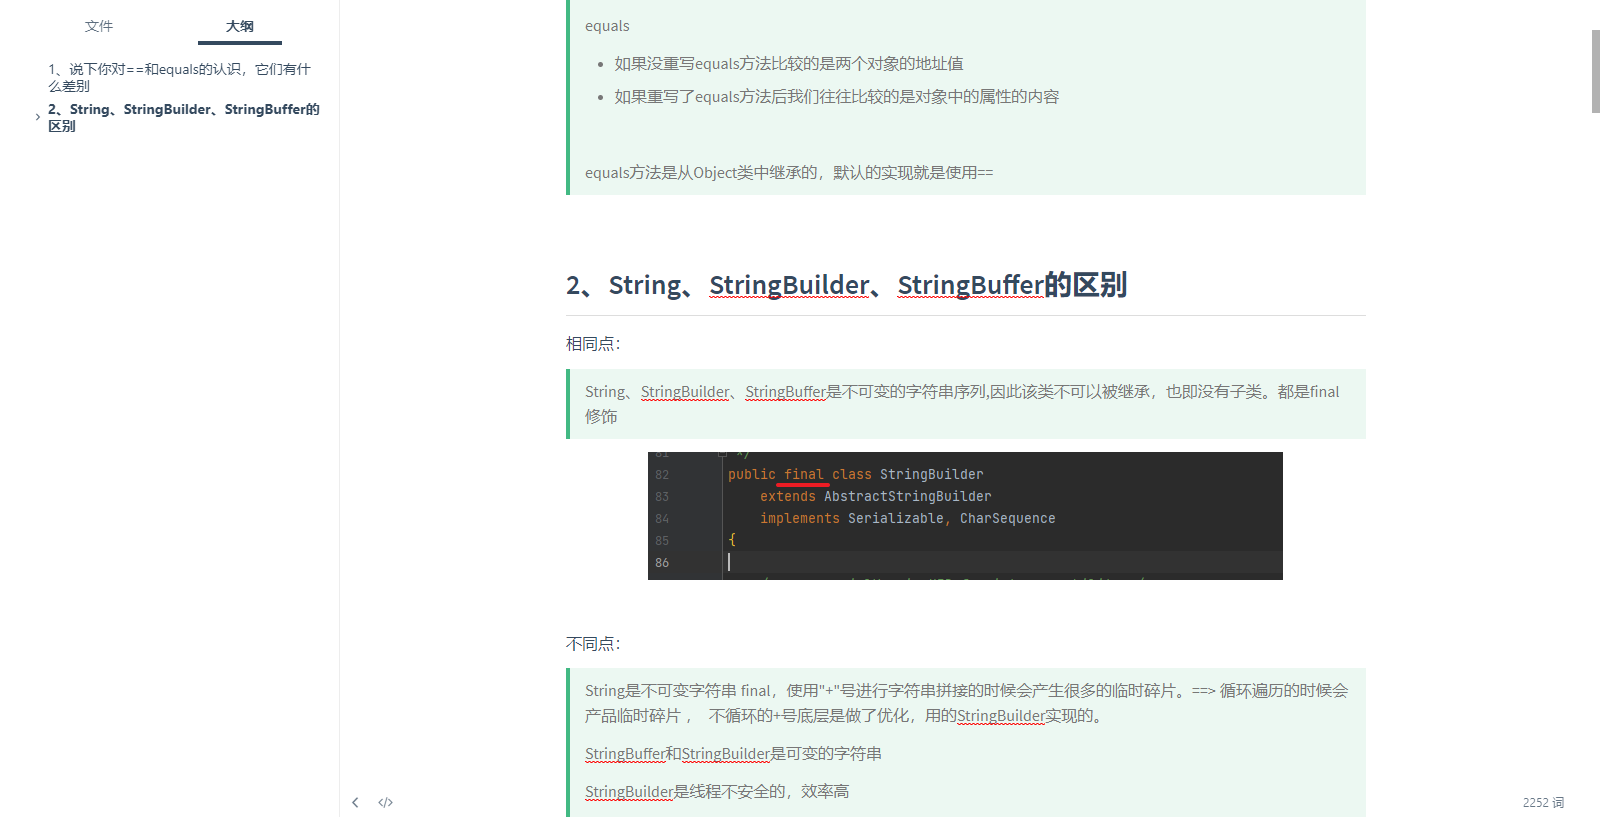 文件 大纲
1、说下你对==和equals的认识，它们有什
么差别
2、String、StringBuilder、StringBuffer的
区别
equals
如果没重写equals方法比较的是两个对象的地址值
如果重写了equals方法后我们往往比较的是对象中的属性的内容
equals方法是从Object类中继承的，默认的实现就是使用==
2、String、StringBuilder、StringBuffer的区别
相同点：
String、StringBuilder、StringBuffer是不可变的字符串序列,因此该类不可以被继承，也即没有子类。都是final
修饰
81 */
82 public final class StringBuilder
83 extends AbstractStringBuilder
84 implements Serializable, CharSequence
85 {
86
不同点：
String是不可变字符串 final，使用"+"号进行字符串拼接的时候会产生很多的临时碎片。==> 循环遍历的时候会
产品临时碎片 ， 不循环的+号底层是做了优化，用的StringBuilder实现的。
StringBuffer和StringBuilder是可变的字符串
StringBuilder是线程不安全的，效率高
</> 2252 词